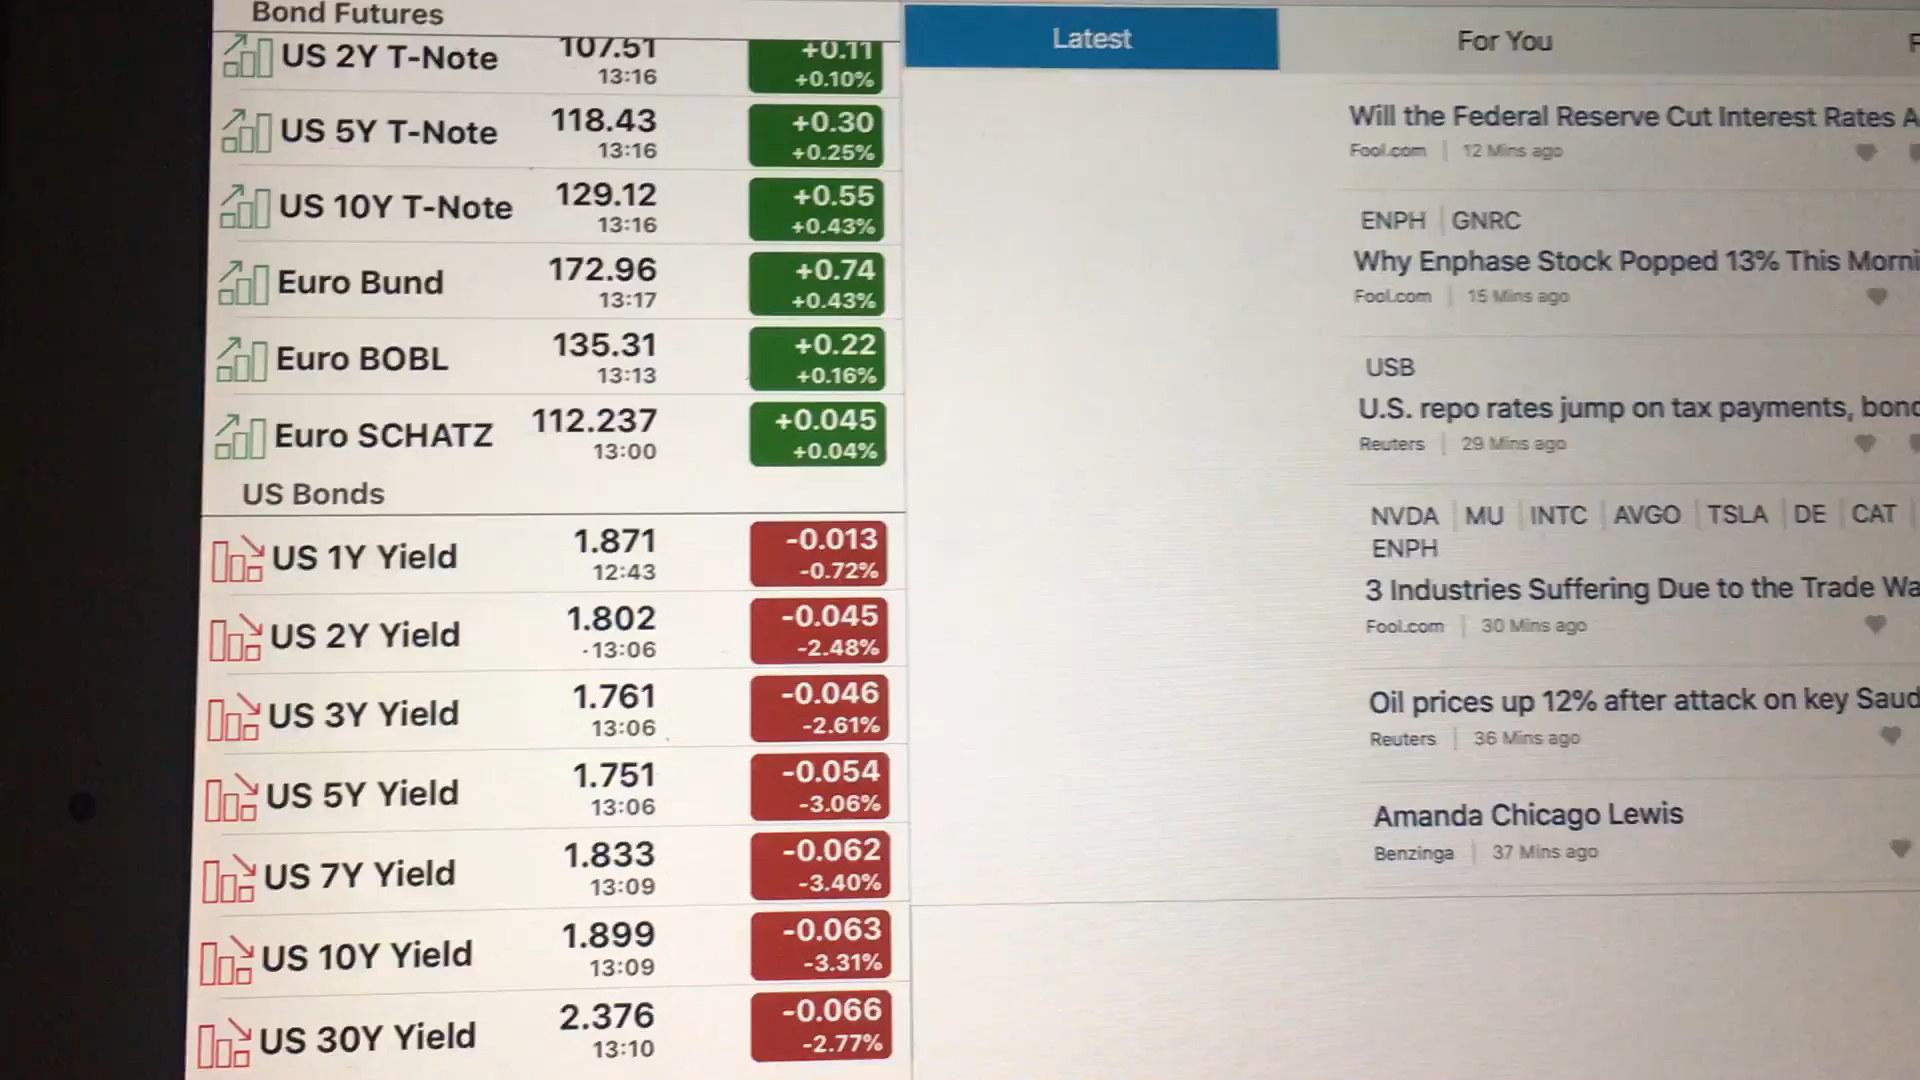 Bond Futures
US 2Y T-Note 107.51 +0.11
13:16 +0.10%
US 5Y T-Note 118.43 +0.30
13:16 +0.25%
US 10Y T-Note 129.12 +0.55
13:16 +0.43%
Euro Bund 172.96 +0.74
13:17 +0.43%
Euro BOBL 135.31 +0.22
13:13 +0.16%
Euro SCHATZ 112.237 +0.045
13:00 +0.04%
US Bonds
US 1Y Yield 1.871 -0.013
12:43 -0.72%
US 2Y Yield 1.802 -0.045
13:06 -2.48%
US 3Y Yield 1.761 -0.046
13:06 -2.61%
US 5Y Yield 1.751 -0.054
13:06 -3.06%
US 7Y Yield 1.833 -0.062
13:09 -3.40%
US 10Y Yield 1.899 -0.063
13:09 -3.31%
US 30Y Yield 2.376 -0.066
13:10 -2.77%
Latest For You
Will the Federal Reserve Cut Interest Rates
Fool.com | 12 Mins ago
ENPH | GNRC
Why Enphase Stock Popped 13% This
Fool.com | 15 Mins ago
USB
U.S. repo rates jump on tax payments,
Reuters | 29 Mins ago
NVDA | MU | INTC | AVGO | TSLA | DE | CAT
ENPH
3 Industries Suffering Due to the Trade
Fool.com | 30 Mins ago
Oil prices up 12% after attack on key
Reuters | 36 Mins ago
Amanda Chicago Lewis
Benzinga | 37 Mins ago